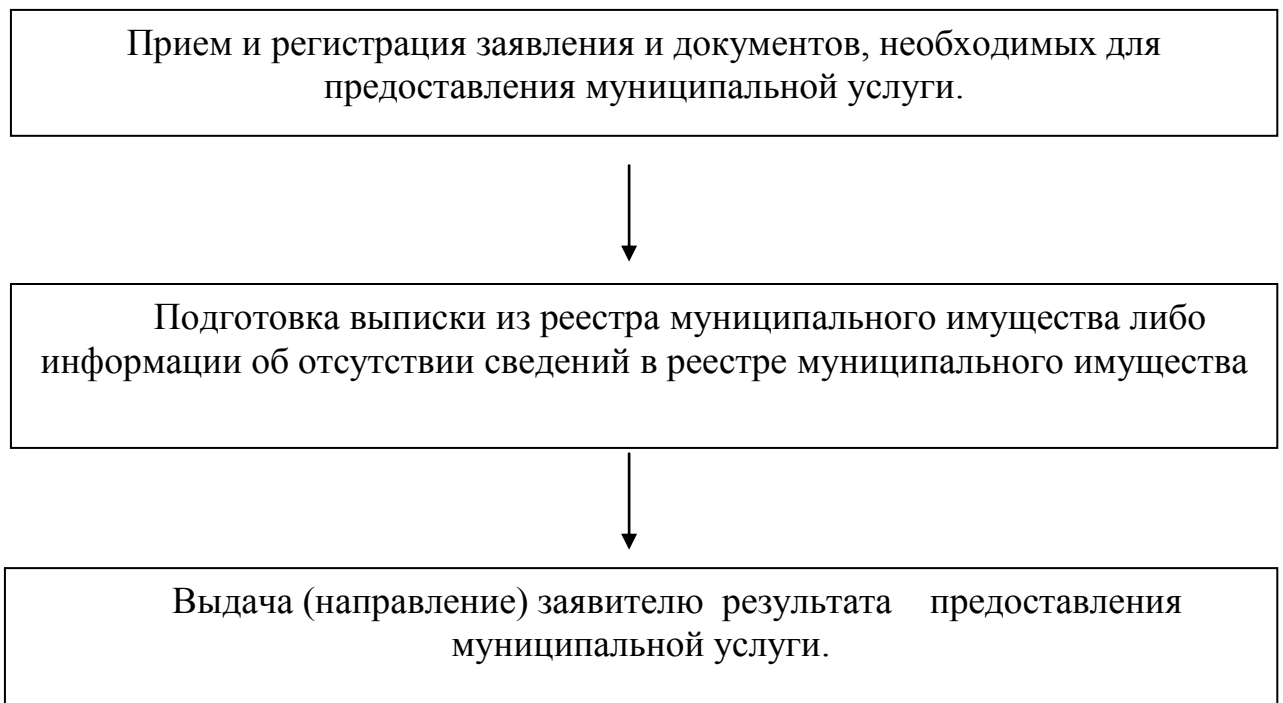 Прием и регистрация заявления и документов, необходимых для
предоставления муниципальной услуги.
Подготовка выписки из реестра муниципального имущества либо
информации об отсутствии сведений в реестре муниципального имущества
Выдача (направление) заявителю результата предоставления
муниципальной услуги.